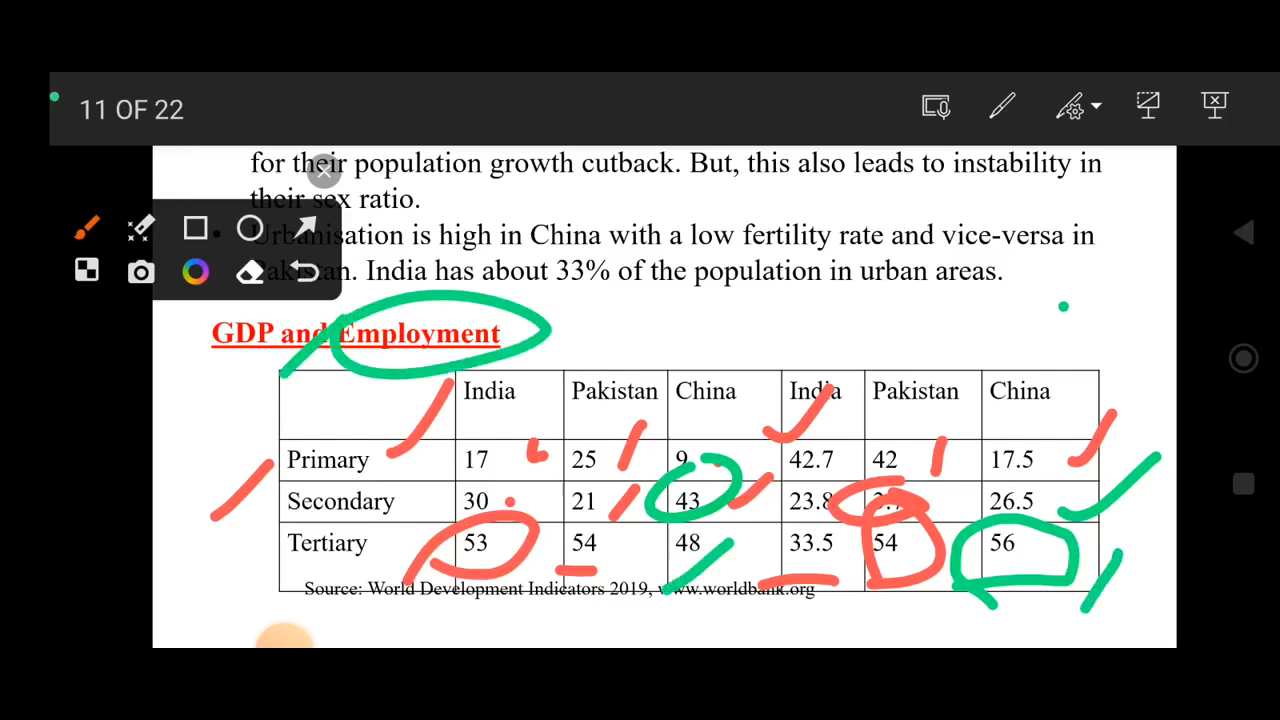 11 OF 22
for their population growth cutback. But, this also leads to instability in
their sex ratio.
• Urbanisation is high in China with a low fertility rate and vice-versa in
Pakistan. India has about 33% of the population in urban areas.
GDP and Employment
India Pakistan China India Pakistan China
Primary 17 25 9 42.7 42 17.5
Secondary 30 21 43 23.8 26.5
Tertiary 53 54 48 33.5 54 56
Source: World Development Indicators 2019, www.worldbank.org